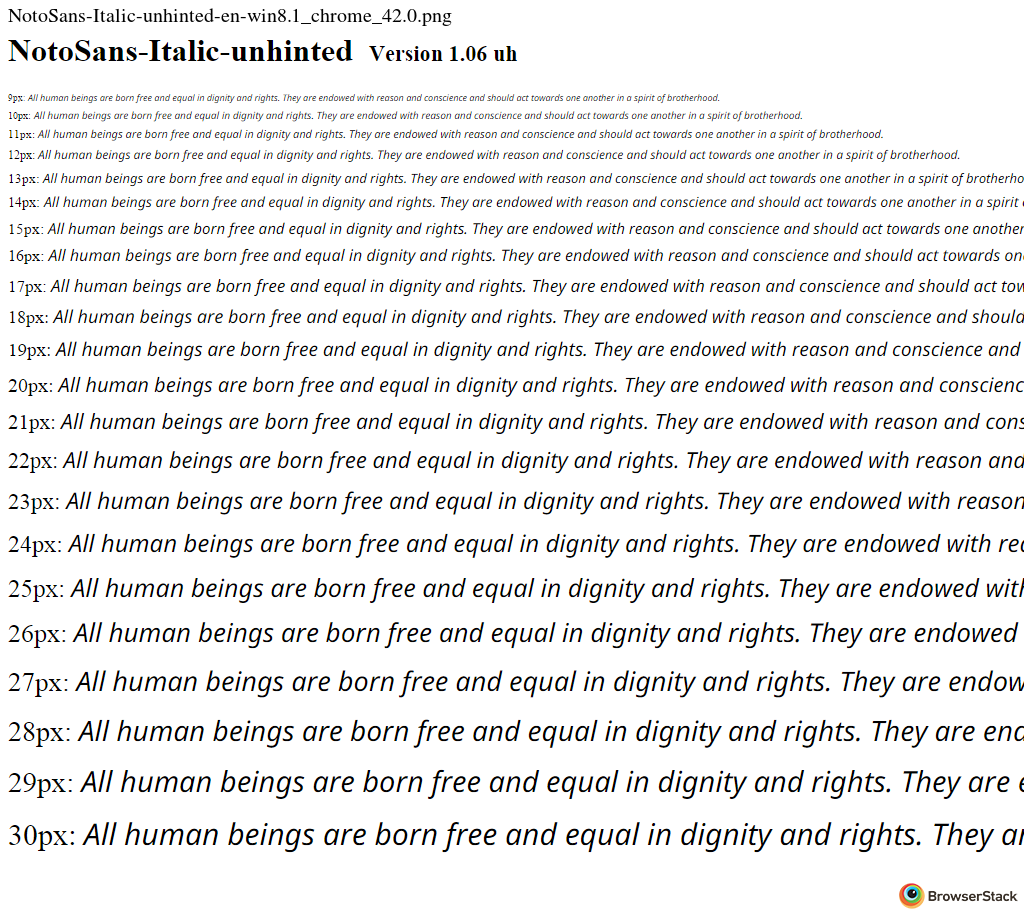 NotoSans-Italic-unhinted-en-win8.1_chrome_42.0.png
NotoSans-Italic-unhinted Version 1.06 uh
9px: All human beings are born free and equal in dignity and rights. They are endowed with reason and conscience and should act towards one another in a spirit of brotherhood.
10px: All human beings are born free and equal in dignity and rights. They are endowed with reason and conscience and should act towards one another in a spirit of brotherhood.
11px: All human beings are born free and equal in dignity and rights. They are endowed with reason and conscience and should act towards one another in a spirit of brotherhood.
12px: All human beings are born free and equal in dignity and rights. They are endowed with reason and conscience and should act towards one another in a spirit of brotherhood.
13px: All human beings are born free and equal in dignity and rights. They are endowed with reason and conscience and should act towards one another in a spirit of brotherho
14px: All human beings are born free and equal in dignity and rights. They are endowed with reason and conscience and should act towards one another in a spirit
15px: All human beings are born free and equal in dignity and rights. They are endowed with reason and conscience and should act towards one another
16px: All human beings are born free and equal in dignity and rights. They are endowed with reason and conscience and should act towards on
17px: All human beings are born free and equal in dignity and rights. They are endowed with reason and conscience and should act tow
18px: All human beings are born free and equal in dignity and rights. They are endowed with reason and conscience and should
19px: All human beings are born free and equal in dignity and rights. They are endowed with reason and conscience and
20px: All human beings are born free and equal in dignity and rights. They are endowed with reason and conscienc
21px: All human beings are born free and equal in dignity and rights. They are endowed with reason and cons
22px: All human beings are born free and equal in dignity and rights. They are endowed with reason and
23px: All human beings are born free and equal in dignity and rights. They are endowed with reason
24px: All human beings are born free and equal in dignity and rights. They are endowed with rea
25px: All human beings are born free and equal in dignity and rights. They are endowed with
26px: All human beings are born free and equal in dignity and rights. They are endowed
27px: All human beings are born free and equal in dignity and rights. They are endow
28px: All human beings are born free and equal in dignity and rights. They are end
29px: All human beings are born free and equal in dignity and rights. They are e
30px: All human beings are born free and equal in dignity and rights. They ar
BrowserStack